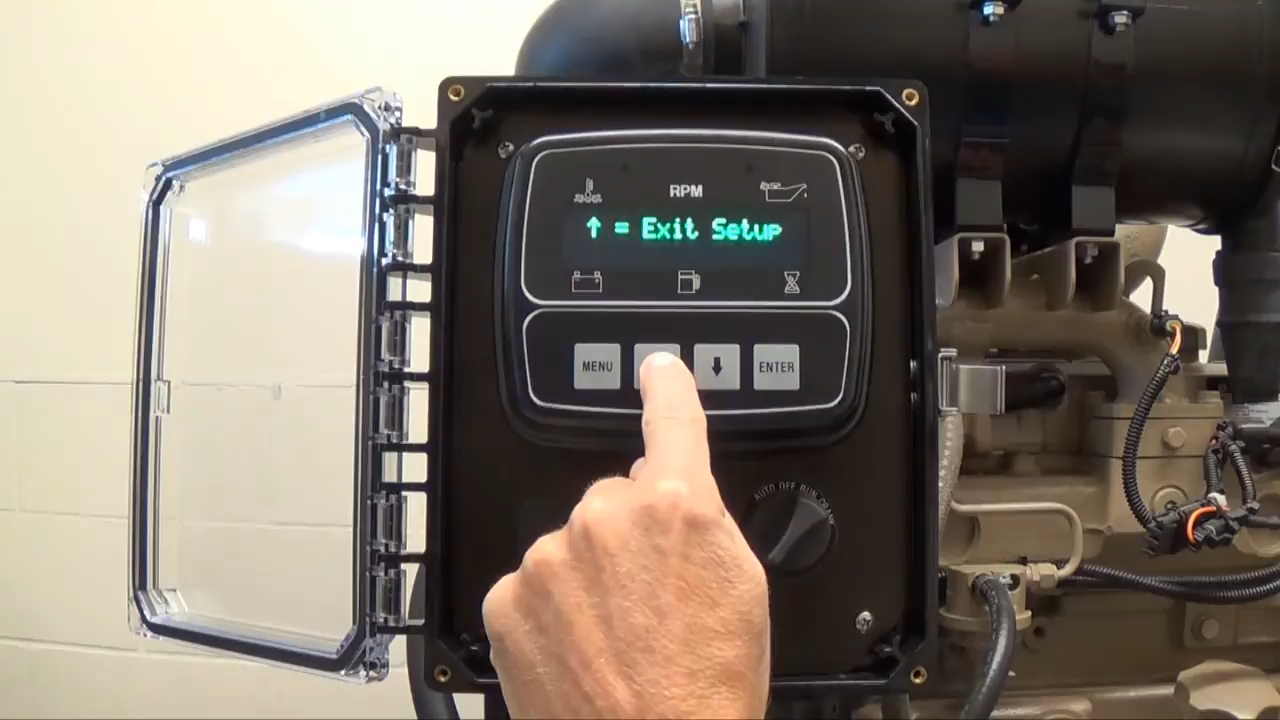 RPM
↑ = Exit Setup
MENU
ENTER
AUTO OFF RUN CRANK